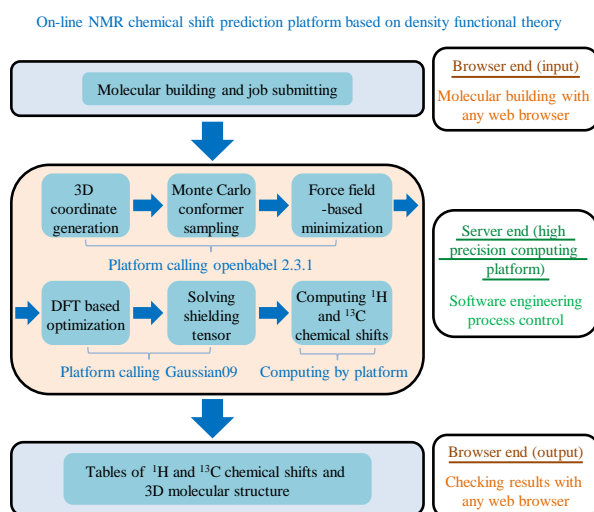 On-line NMR chemical shift prediction platform based on density functional theory
Molecular building and job submitting
Browser end (input)
Molecular building with
any web browser
3D
coordinate
generation
Monte Carlo
conformer
sampling
Force field
-based
minimization
Platform calling openbabel 2.3.1
DFT based
optimization
Solving
shielding
tensor
Computing ¹H
and ¹³C
chemical shifts
Platform calling Gaussian09
Computing by platform
Server end (high
precision computing
platform)
Software engineering
process control
Tables of ¹H and ¹³C chemical shifts and
3D molecular structure
Browser end (output)
Checking results with
any web browser